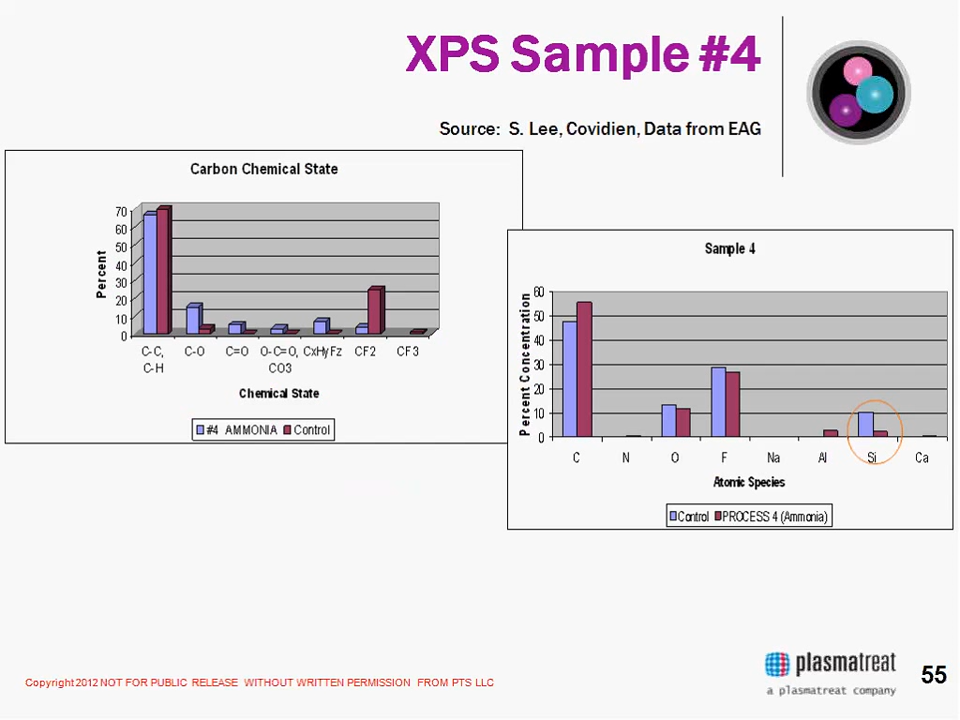 XPS Sample #4
Source: S. Lee, Covidien, Data from EAG
Carbon Chemical State
Percent
70
60
50
40
30
20
10
0
C-C, C-O C=O O-C=O, CxHyFz CF2 CF3
C-H CO3
Chemical State
#4 AMMONIA Control
Sample 4
Percent Concentration
60
50
40
30
20
10
0
C N O F Na Al Si Ca
Atomic Species
Control PROCESS 4 (Ammonia)
Copyright 2012 NOT FOR PUBLIC RELEASE WITHOUT WRITTEN PERMISSION FROM PTS LLC
plasmatreat
a plasmatreat company
55